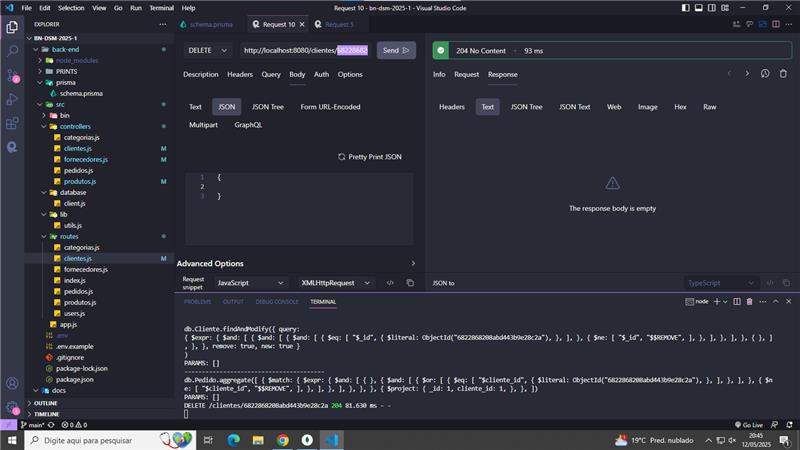 File Edit Selection View Go Run Terminal Help
Request 10 - bn-dsm-2025-1 - Visual Studio Code
EXPLORER
BN-DSM-2025-1
back-end
node_modules
PRINTS
prisma
schema.prisma
src
bin
controllers
categorias.js
clientes.js M
fornecedores.js M
pedidos.js
produtos.js M
database
client.js
lib
utils.js
routes
categorias.js
clientes.js
fornecedores.js
index.js
pedidos.js
produtos.js
users.js
app.js
.env
.env.example
.gitignore
package-lock.json
package.json
docs
OUTLINE
TIMELINE
schema.prisma
Request 10
Request 5
DELETE
http://localhost:8080/clientes/68228682
Send
Description Headers Query Body Auth Options
Text JSON JSON Tree Form URL-Encoded
Multipart GraphQL
Pretty Print JSON
1 {
2
3 }
Advanced Options
Request snippet
JavaScript
XMLHttpRequest
204 No Content · 93 ms
Info Request Response
Headers Text JSON Tree JSON Text Web Image Hex Raw
The response body is empty
JSON to
TypeScript
PROBLEMS OUTPUT DEBUG CONSOLE TERMINAL
node
db.Cliente.findAndModify({ query:
{ $expr: { $and: [ { $and: [ { $and: [ { $eq: [ "$_id", { $literal: ObjectId("6822868208abd443b9e28c2a"), }, ], }, { $ne: [ "$_id", "$$REMOVE", ], }, ], }, ], }, { }, ]
, }, }, remove: true, new: true }
)
PARAMS: []
----------------------------------------
db.Pedido.aggregate([ { $match: { $expr: { $and: [ { }, { $and: [ { $or: [ { $eq: [ "$cliente_id", { $literal: ObjectId("6822868208abd443b9e28c2a"), }, ], }, ], }, { $n
e: [ "$cliente_id", "$$REMOVE", ], }, ], }, ], }, }, }, { $project: { _id: 1, cliente_id: 1, }, }, ])
PARAMS: []
DELETE /clientes/6822868208abd443b9e28c2a 204 81.630 ms - -
main*
0 0
Go Live
Digite aqui para pesquisar
19°C Pred. nublado
20:45
12/05/2025